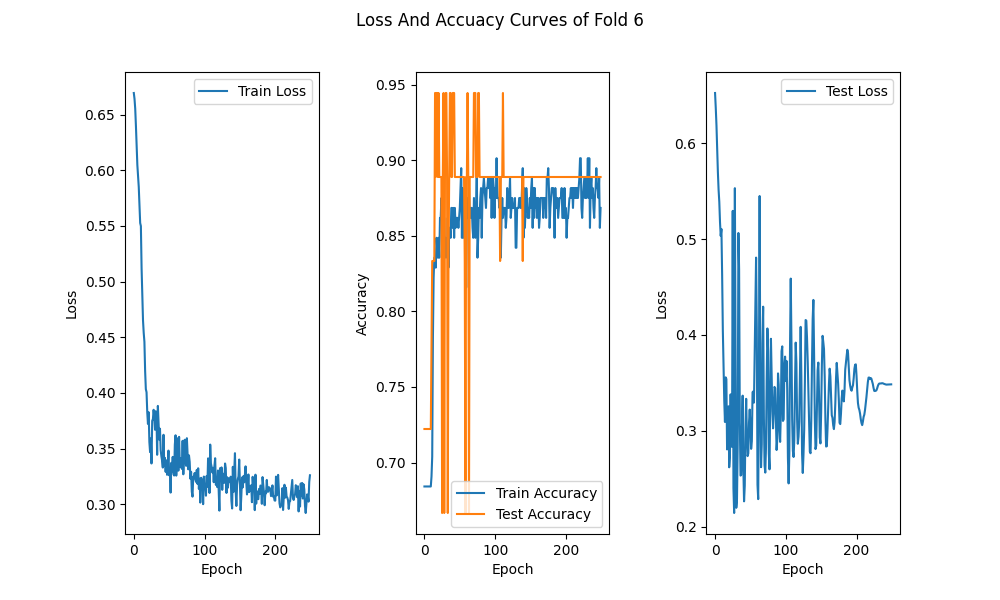 Loss And Accuacy Curves of Fold 6
Train Loss
0.65
0.60
0.55
0.50
0.45
0.40
0.35
0.30
Loss
0
100
200
Epoch
0.95
0.90
0.85
0.80
0.75
0.70
Accuracy
Train Accuracy
Test Accuracy
0
100
200
Epoch
Test Loss
0.6
0.5
0.4
0.3
0.2
Loss
0
100
200
Epoch